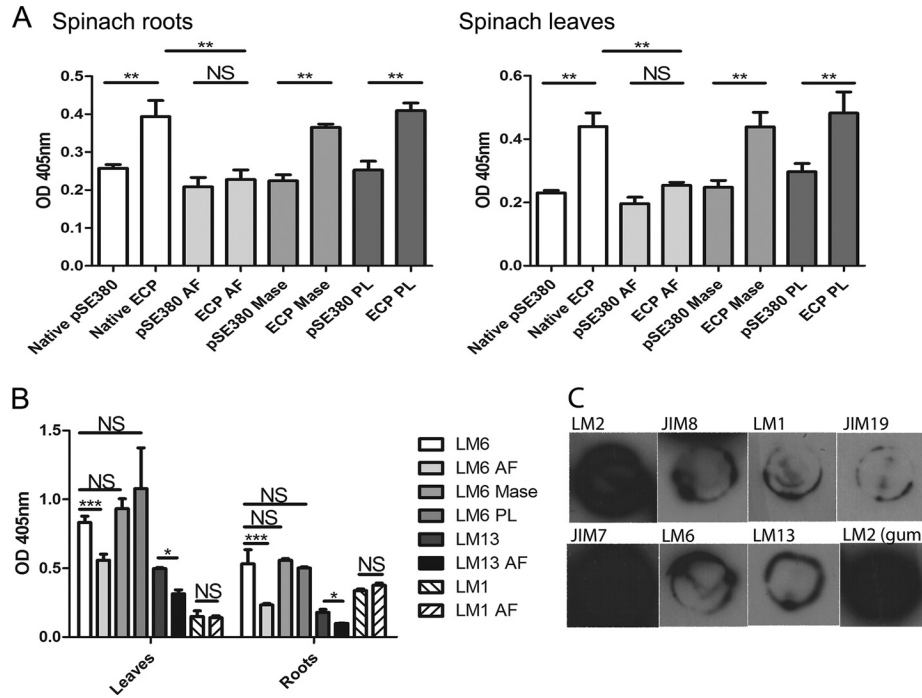 A
Spinach roots
Spinach leaves
**
**
NS
**
**
0.5
0.4
0.3
0.2
0.1
0.0
OD 405nm
Native pSE380
Native ECP
pSE380 AF
ECP AF
pSE380 Mase
ECP Mase
pSE380 PL
ECP PL
**
**
NS
**
**
0.6
0.4
0.2
0.0
OD 405nm
Native pSE380
Native ECP
pSE380 AF
ECP AF
pSE380 Mase
ECP Mase
pSE380 PL
ECP PL
B
1.5
1.0
0.5
0.0
OD 405nm
NS
NS
***
*
NS
NS
NS
***
*
NS
Leaves
Roots
LM6
LM6 AF
LM6 Mase
LM6 PL
LM13
LM13 AF
LM1
LM1 AF
C
LM2 JIM8 LM1 JIM19
JIM7 LM6 LM13 LM2 (gum